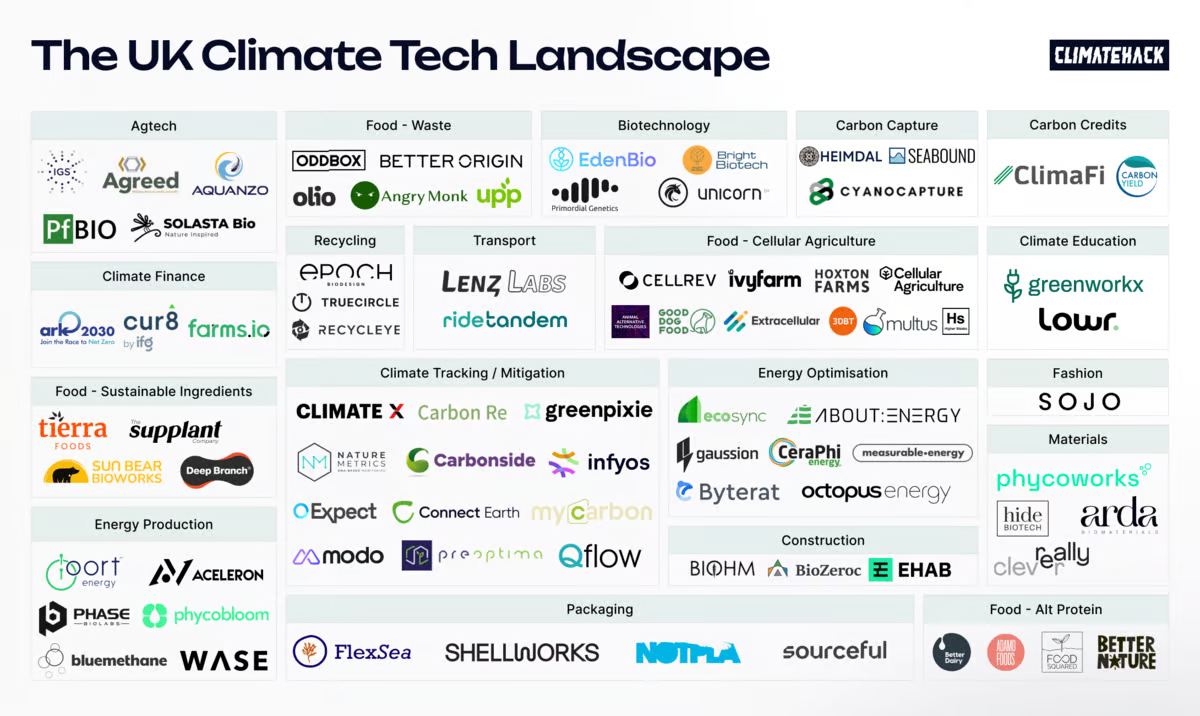 The UK Climate Tech Landscape
CLIMATEHACK
Agtech
IGS
Agreed
AQUANZO
PfBIO
SOLASTA Bio
Nature Inspired
Food - Waste
ODDBOX
BETTER ORIGIN
olio
Angry Monk
upp
Biotechnology
EdenBio
Bright Biotech
Primordial Genetics
UNICORN
Carbon Capture
HEIMDAL
SEABOUND
CYANOCAPTURE
Carbon Credits
ClimaFi
CARBON YIELD
Climate Finance
ark2030
Join the Race to Net Zero
cur8
by ifg
farms.io
Recycling
EPOCH
BIODESIGN
TRUECIRCLE
RECYCLEYE
Transport
LENZ LABS
ridetandem
Food - Cellular Agriculture
CELLREV
ivyfarm
HOXTON FARMS
Cellular Agriculture
ANIMAL ALTERNATIVE TECHNOLOGIES
GOOD DOG FOOD
Extracellular
3DBT
multus
Hs
Higher Steaks
Climate Education
greenworkx
Lowr.
Food - Sustainable Ingredients
tierra
FOODS
The supplant
Company
SUN BEAR BIOWORKS
Deep Branch
Climate Tracking / Mitigation
CLIMATE X
Carbon Re
greenpixie
NM
NATURE METRICS
Carbonside
infyos
Expect
Connect Earth
mycarbon
modo
preoptima
Qflow
Energy Optimisation
ecosync
ABOUT:ENERGY
gaussion
CeraPhi
energy
measurable•energy
Byterat
octopus energy
Fashion
SOJO
Materials
phycoworks
hide
BIOTECH
arda
BIOMATERIALS
really
clever
Energy Production
iport
energy
ACELERON
PHASE
BIOLABS
phycobloom
bluemethane
WASE
Construction
BIOHM
BioZeroc
EHAB
Packaging
FlexSea
SHELLWORKS
NOTPLA
sourceful
Food - Alt Protein
Better Dairy
ADAMO FOODS
FOOD SQUARED
BETTER NATURE